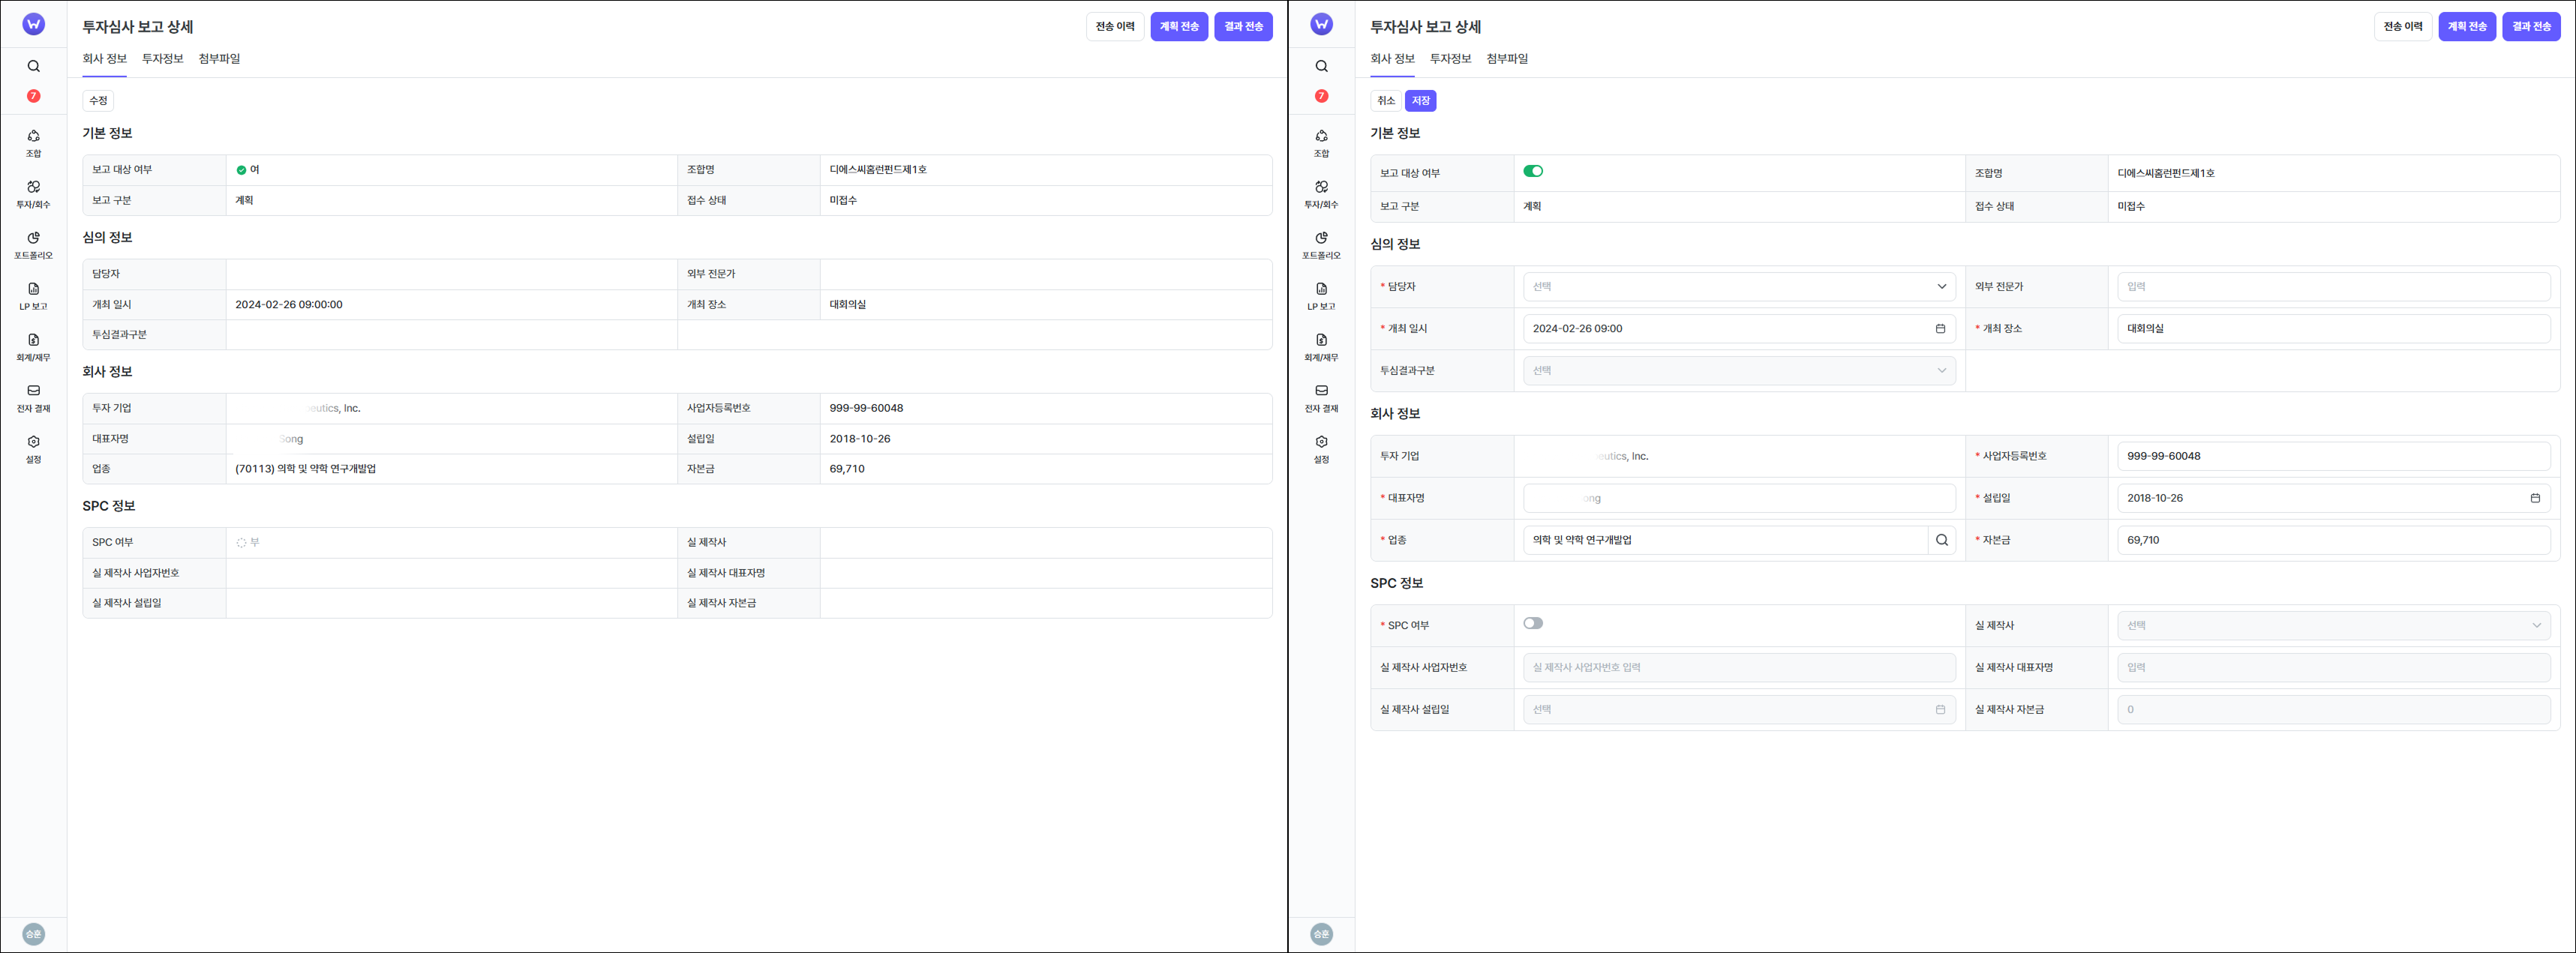 투자심사 보고 상세
전송 이력 계획 전송 결과 전송
회사 정보 투자정보 첨부파일
수정
7
조합
투자/회수
포트폴리오
LP 보고
회계/재무
전자 결재
설정
승훈
기본 정보
보고 대상 여부 여 조합명 디에스씨홈런펀드제1호
보고 구분 계획 접수 상태 미접수
심의 정보
담당자 외부 전문가
개최 일시 2024-02-26 09:00:00 개최 장소 대회의실
투심결과구분
회사 정보
투자 기업 eutics, Inc. 사업자등록번호 999-99-60048
대표자명 Song 설립일 2018-10-26
업종 (70113) 의학 및 약학 연구개발업 자본금 69,710
SPC 정보
SPC 여부 부 실 제작사
실 제작사 사업자번호 실 제작사 대표자명
실 제작사 설립일 실 제작사 자본금
투자심사 보고 상세
전송 이력 계획 전송 결과 전송
회사 정보 투자정보 첨부파일
취소 저장
7
조합
투자/회수
포트폴리오
LP 보고
회계/재무
전자 결재
설정
승훈
기본 정보
보고 대상 여부 조합명 디에스씨홈런펀드제1호
보고 구분 계획 접수 상태 미접수
심의 정보
* 담당자 선택 외부 전문가 입력
* 개최 일시 2024-02-26 09:00 * 개최 장소 대회의실
투심결과구분 선택
회사 정보
투자 기업 eutics, Inc. * 사업자등록번호 999-99-60048
* 대표자명 ong * 설립일 2018-10-26
* 업종 의학 및 약학 연구개발업 * 자본금 69,710
SPC 정보
* SPC 여부 실 제작사 선택
실 제작사 사업자번호 실 제작사 사업자번호 입력 실 제작사 대표자명 입력
실 제작사 설립일 선택 실 제작사 자본금 0